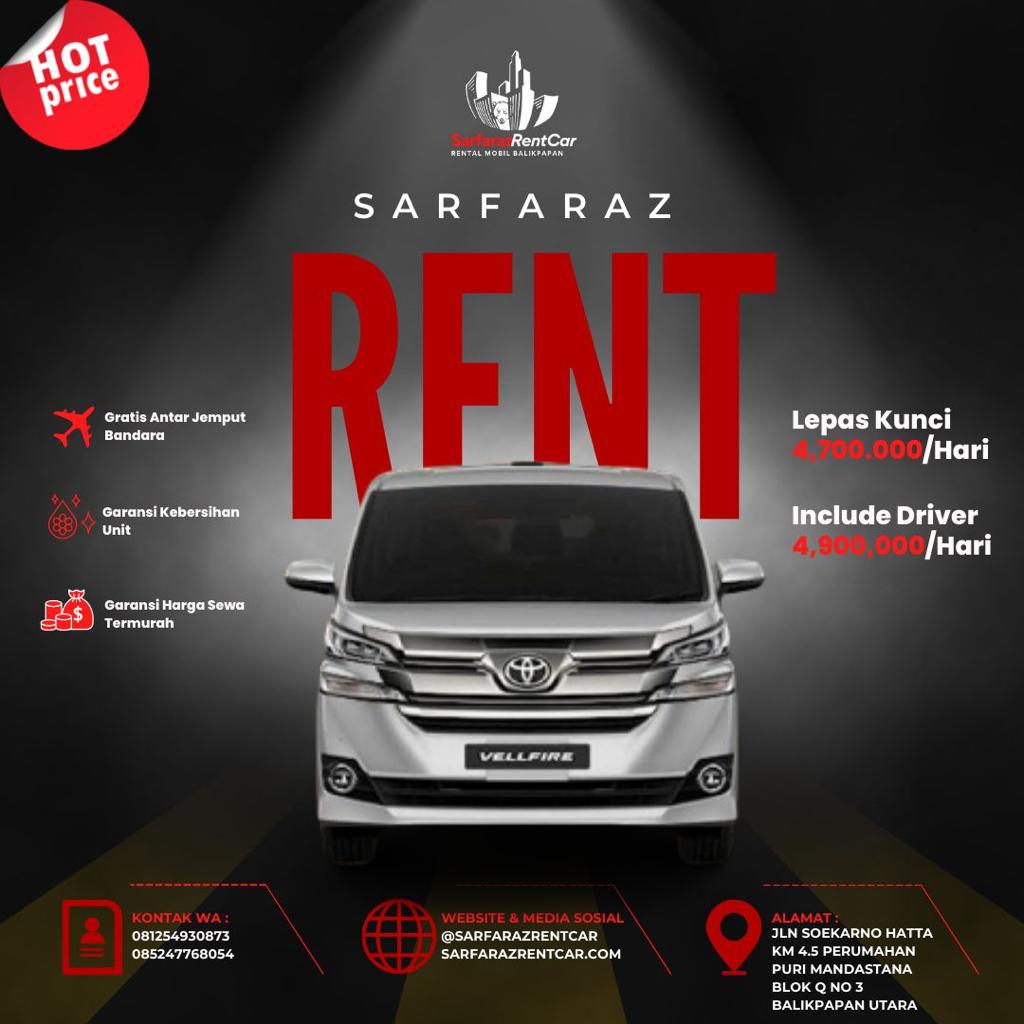 HOT
price
SarfarazRentCar
RENTAL MOBIL BALIKPAPAN
SARFARAZ
RENT
Gratis Antar Jemput
Bandara
Garansi Kebersihan
Unit
Garansi Harga Sewa
Termurah
Lepas Kunci
4,700.000/Hari
Include Driver
4,900,000/Hari
VELLFIRE
KONTAK WA :
081254930873
085247768054
WEBSITE & MEDIA SOSIAL
@SARFARAZRENTCAR
SARFARAZRENTCAR.COM
ALAMAT :
JLN SOEKARNO HATTA
KM 4.5 PERUMAHAN
PURI MANDASTANA
BLOK Q NO 3
BALIKPAPAN UTARA